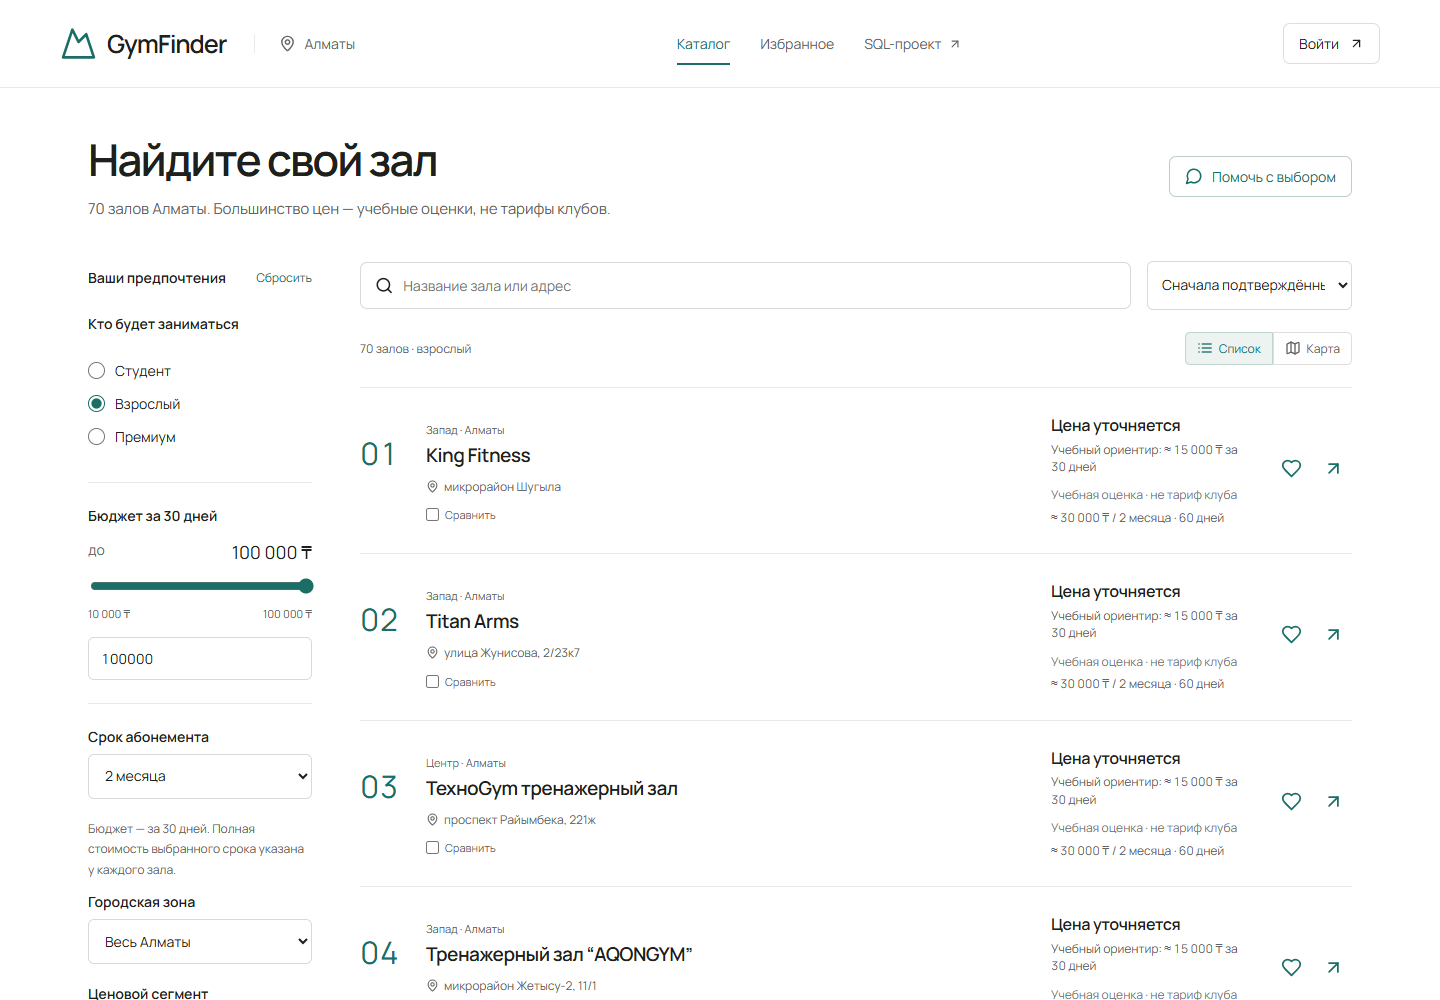 GymFinder
Алматы
Каталог
Избранное
SQL-проект
Войти
Найдите свой зал
70 залов Алматы. Большинство цен — учебные оценки, не тарифы клубов.
Помочь с выбором
Ваши предпочтения
Сбросить
Кто будет заниматься
Студент
Взрослый
Премиум
Бюджет за 30 дней
до
100 000 ₸
10 000 ₸
100 000 ₸
100000
Срок абонемента
2 месяца
Бюджет — за 30 дней. Полная
стоимость выбранного срока указана
у каждого зала.
Городская зона
Весь Алматы
Ценовой сегмент
Название зала или адрес
Сначала подтверждённы
70 залов · взрослый
Список
Карта
01
Запад · Алматы
King Fitness
микрорайон Шугыла
Сравнить
Цена уточняется
Учебный ориентир: ≈ 15 000 ₸ за
30 дней
Учебная оценка · не тариф клуба
≈ 30 000 ₸ / 2 месяца · 60 дней
02
Запад · Алматы
Titan Arms
улица Жунисова, 2/23к7
Сравнить
Цена уточняется
Учебный ориентир: ≈ 15 000 ₸ за
30 дней
Учебная оценка · не тариф клуба
≈ 30 000 ₸ / 2 месяца · 60 дней
03
Центр · Алматы
ТехноGym тренажерный зал
проспект Райымбека, 221ж
Сравнить
Цена уточняется
Учебный ориентир: ≈ 15 000 ₸ за
30 дней
Учебная оценка · не тариф клуба
≈ 30 000 ₸ / 2 месяца · 60 дней
04
Запад · Алматы
Тренажерный зал “AQONGYM”
микрорайон Жетысу-2, 11/1
Цена уточняется
Учебный ориентир: ≈ 15 000 ₸ за
30 дней
Учебная оценка · не тариф клуба